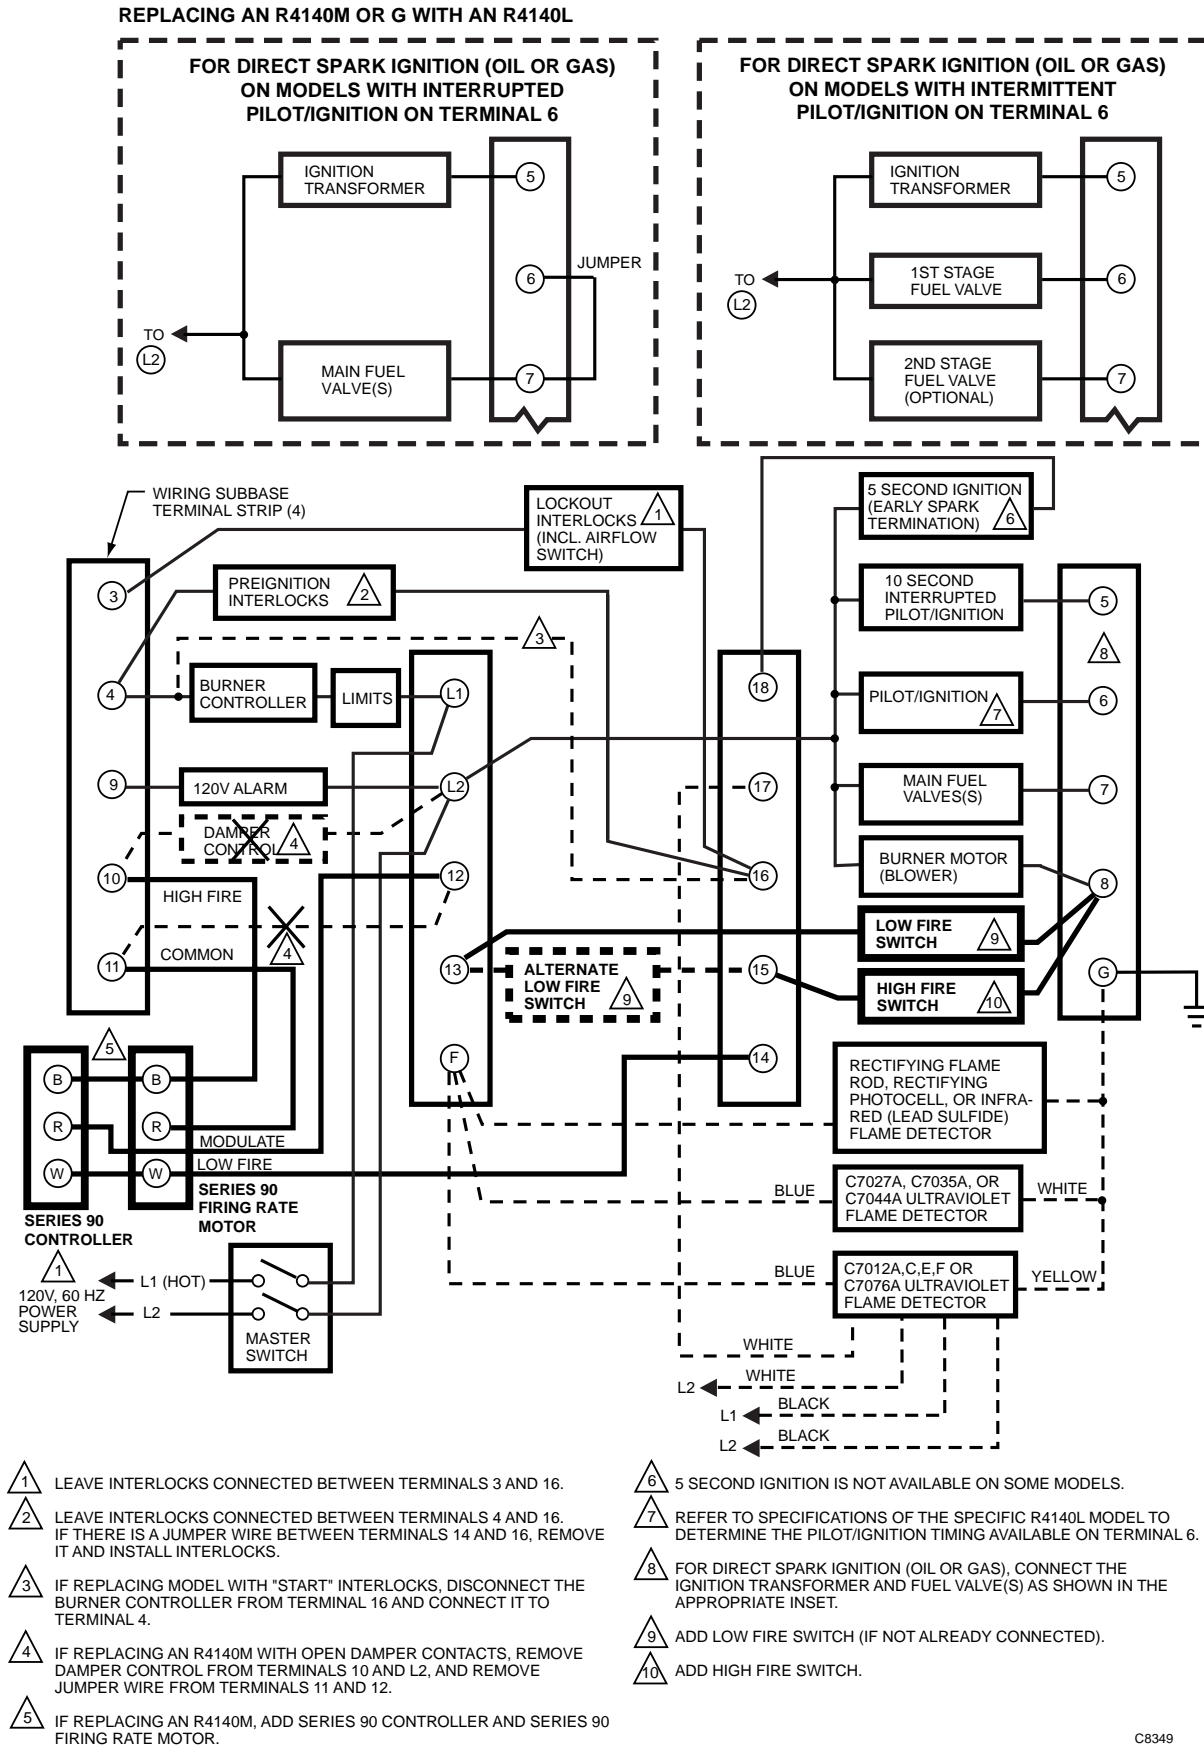 REPLACING AN R4140M OR G WITH AN R4140L
FOR DIRECT SPARK IGNITION (OIL OR GAS)
ON MODELS WITH INTERRUPTED
PILOT/IGNITION ON TERMINAL 6
IGNITION
TRANSFORMER
5
6
JUMPER
TO
L2
MAIN FUEL
VALVE(S)
7
FOR DIRECT SPARK IGNITION (OIL OR GAS)
ON MODELS WITH INTERMITTENT
PILOT/IGNITION ON TERMINAL 6
IGNITION
TRANSFORMER
5
TO
L2
1ST STAGE
FUEL VALVE
6
2ND STAGE
FUEL VALVE
(OPTIONAL)
7
WIRING SUBBASE
TERMINAL STRIP (4)
LOCKOUT
INTERLOCKS
(INCL. AIRFLOW
SWITCH)
1
5 SECOND IGNITION
(EARLY SPARK
TERMINATION)
6
3
PREIGNITION
INTERLOCKS
2
10 SECOND
INTERRUPTED
PILOT/IGNITION
5
3
8
4
BURNER
CONTROLLER
LIMITS
L1
18
PILOT/IGNITION
7
6
9
120V ALARM
L2
17
MAIN FUEL
VALVES(S)
7
DAMPER
CONTROL
4
10
HIGH FIRE
12
16
BURNER MOTOR
(BLOWER)
8
4
LOW FIRE
SWITCH
9
11
COMMON
13
ALTERNATE
LOW FIRE
SWITCH
9
15
HIGH FIRE
SWITCH
10
G
5
F
14
B
B
R
R
MODULATE
W
W
LOW FIRE
RECTIFYING FLAME
ROD, RECTIFYING
PHOTOCELL, OR INFRA-
RED (LEAD SULFIDE)
FLAME DETECTOR
SERIES 90
FIRING RATE
MOTOR
SERIES 90
CONTROLLER
BLUE
C7027A, C7035A, OR
C7044A ULTRAVIOLET
FLAME DETECTOR
WHITE
1
120V, 60 HZ
POWER
SUPPLY
L1 (HOT)
L2
MASTER
SWITCH
BLUE
C7012A,C,E,F OR
C7076A ULTRAVIOLET
FLAME DETECTOR
YELLOW
WHITE
L2
WHITE
L1
BLACK
L2
BLACK
1
LEAVE INTERLOCKS CONNECTED BETWEEN TERMINALS 3 AND 16.
2
LEAVE INTERLOCKS CONNECTED BETWEEN TERMINALS 4 AND 16.
IF THERE IS A JUMPER WIRE BETWEEN TERMINALS 14 AND 16, REMOVE
IT AND INSTALL INTERLOCKS.
3
IF REPLACING MODEL WITH "START" INTERLOCKS, DISCONNECT THE
BURNER CONTROLLER FROM TERMINAL 16 AND CONNECT IT TO
TERMINAL 4.
4
IF REPLACING AN R4140M WITH OPEN DAMPER CONTACTS, REMOVE
DAMPER CONTROL FROM TERMINALS 10 AND L2, AND REMOVE
JUMPER WIRE FROM TERMINALS 11 AND 12.
5
IF REPLACING AN R4140M, ADD SERIES 90 CONTROLLER AND SERIES 90
FIRING RATE MOTOR.
6
5 SECOND IGNITION IS NOT AVAILABLE ON SOME MODELS.
7
REFER TO SPECIFICATIONS OF THE SPECIFIC R4140L MODEL TO
DETERMINE THE PILOT/IGNITION TIMING AVAILABLE ON TERMINAL 6.
8
FOR DIRECT SPARK IGNITION (OIL OR GAS), CONNECT THE
IGNITION TRANSFORMER AND FUEL VALVE(S) AS SHOWN IN THE
APPROPRIATE INSET.
9
ADD LOW FIRE SWITCH (IF NOT ALREADY CONNECTED).
10
ADD HIGH FIRE SWITCH.
C8349